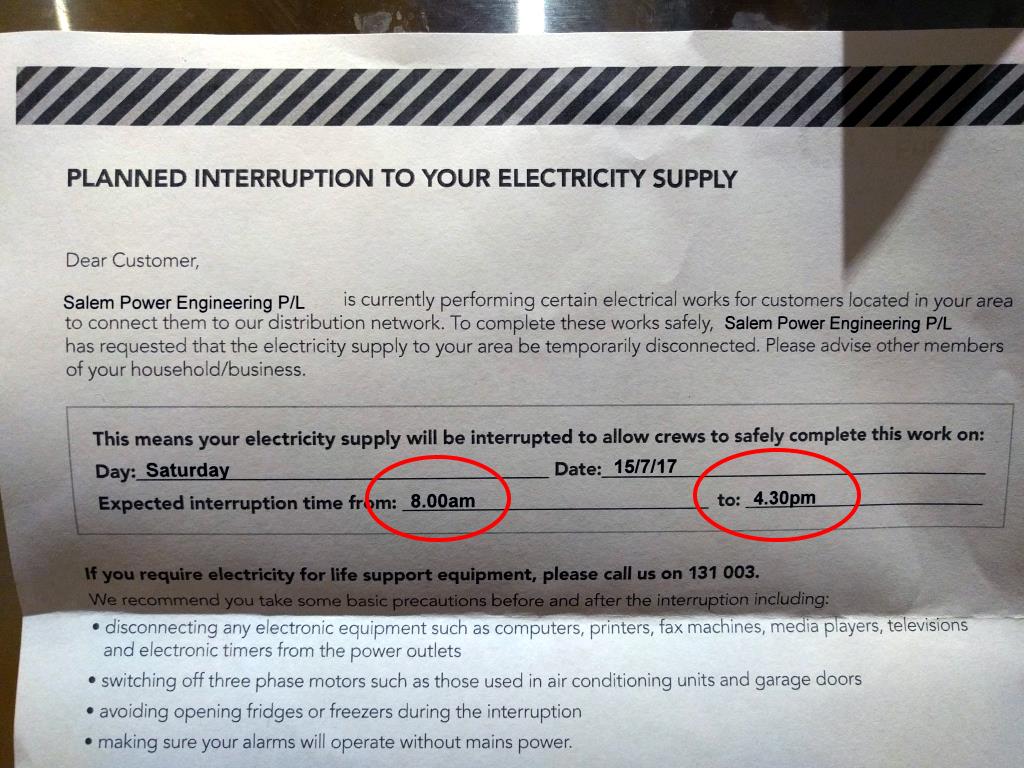 PLANNED INTERRUPTION TO YOUR ELECTRICITY SUPPLY
Dear Customer,
Salem Power Engineering P/L is currently performing certain electrical works for customers located in your area
to connect them to our distribution network. To complete these works safely, Salem Power Engineering P/L
has requested that the electricity supply to your area be temporarily disconnected. Please advise other members
of your household/business.
This means your electricity supply will be interrupted to allow crews to safely complete this work on:
Day: Saturday Date: 15/7/17
Expected interruption time from: 8.00am to: 4.30pm
If you require electricity for life support equipment, please call us on 131 003.
We recommend you take some basic precautions before and after the interruption including:
• disconnecting any electronic equipment such as computers, printers, fax machines, media players, televisions
and electronic timers from the power outlets
• switching off three phase motors such as those used in air conditioning units and garage doors
• avoiding opening fridges or freezers during the interruption
• making sure your alarms will operate without mains power.